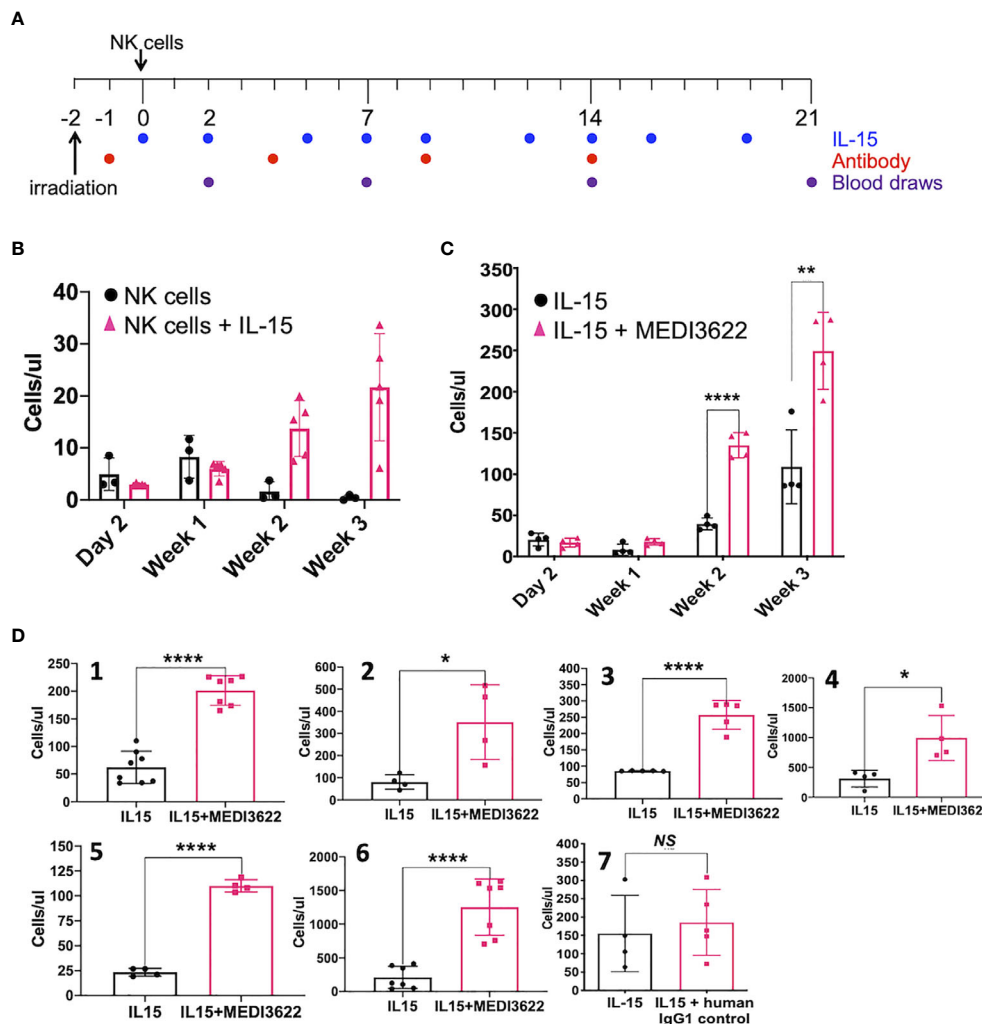 A
NK cells
-2 -1 0 2 7 14 21
IL-15
Antibody
irradiation
Blood draws
B
NK cells
NK cells + IL-15
Cells/ul
40
30
20
10
0
Day 2 Week 1 Week 2 Week 3
C
IL-15
IL-15 + MEDI3622
Cells/ul
350
300
250
200
150
100
50
0
****
**
Day 2 Week 1 Week 2 Week 3
D
1
****
Cells/ul
250
200
150
100
50
0
IL15 IL15+MEDI3622
2
*
Cells/ul
600
500
400
300
200
100
0
IL15 IL15+MEDI3622
3
****
Cells/ul
400
350
300
250
200
150
100
50
0
IL15 IL15+MEDI3622
4
*
Cells/ul
2000
1500
1000
500
0
IL15 IL15+MEDI3622
5
****
Cells/ul
125
100
75
50
25
0
IL15 IL15+MEDI3622
6
****
Cells/ul
2000
1500
1000
500
0
IL15 IL15+MEDI3622
7
NS
Cells/ul
400
350
300
250
200
150
100
50
0
IL-15 IL15 + human
IgG1 control